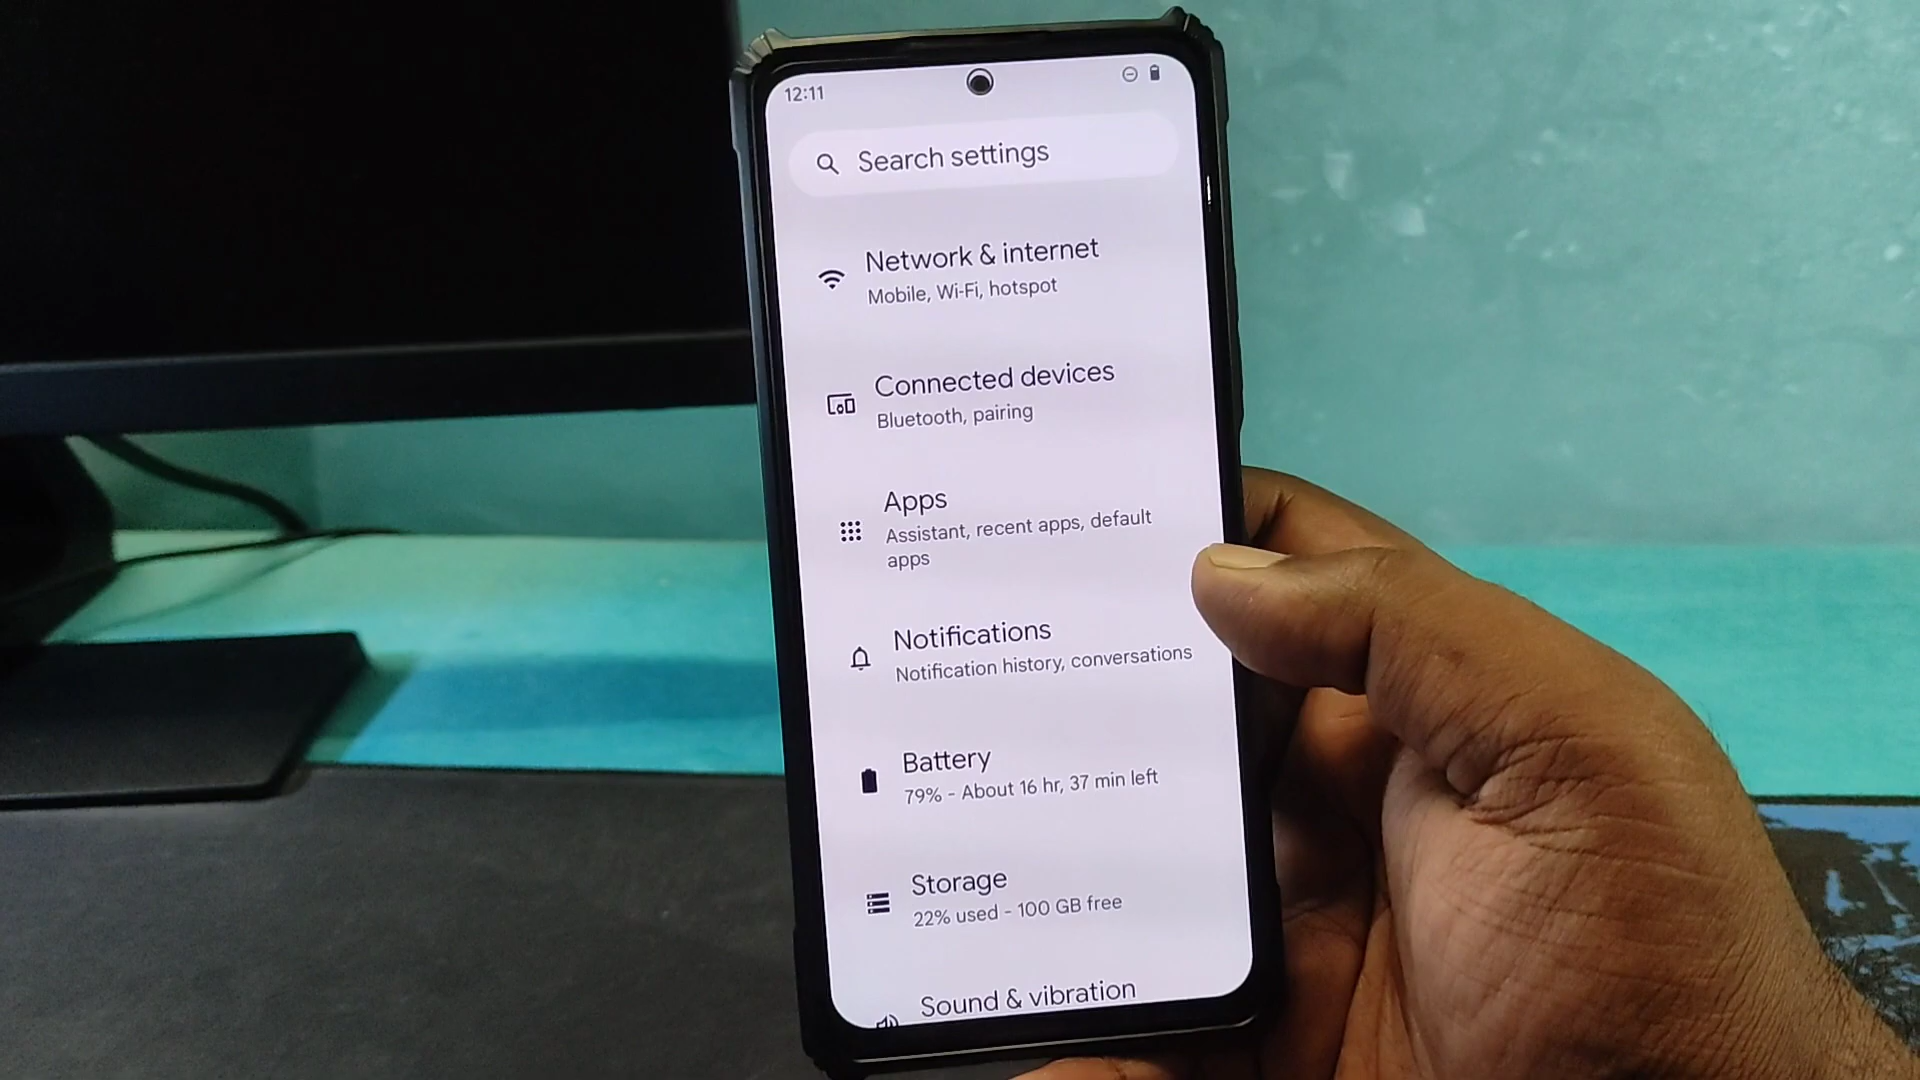 12:11
Search settings
Network & internet
Mobile, Wi-Fi, hotspot
Connected devices
Bluetooth, pairing
Apps
Assistant, recent apps, default
apps
Notifications
Notification history, conversations
Battery
79% - About 16 hr, 37 min left
Storage
22% used - 100 GB free
Sound & vibration